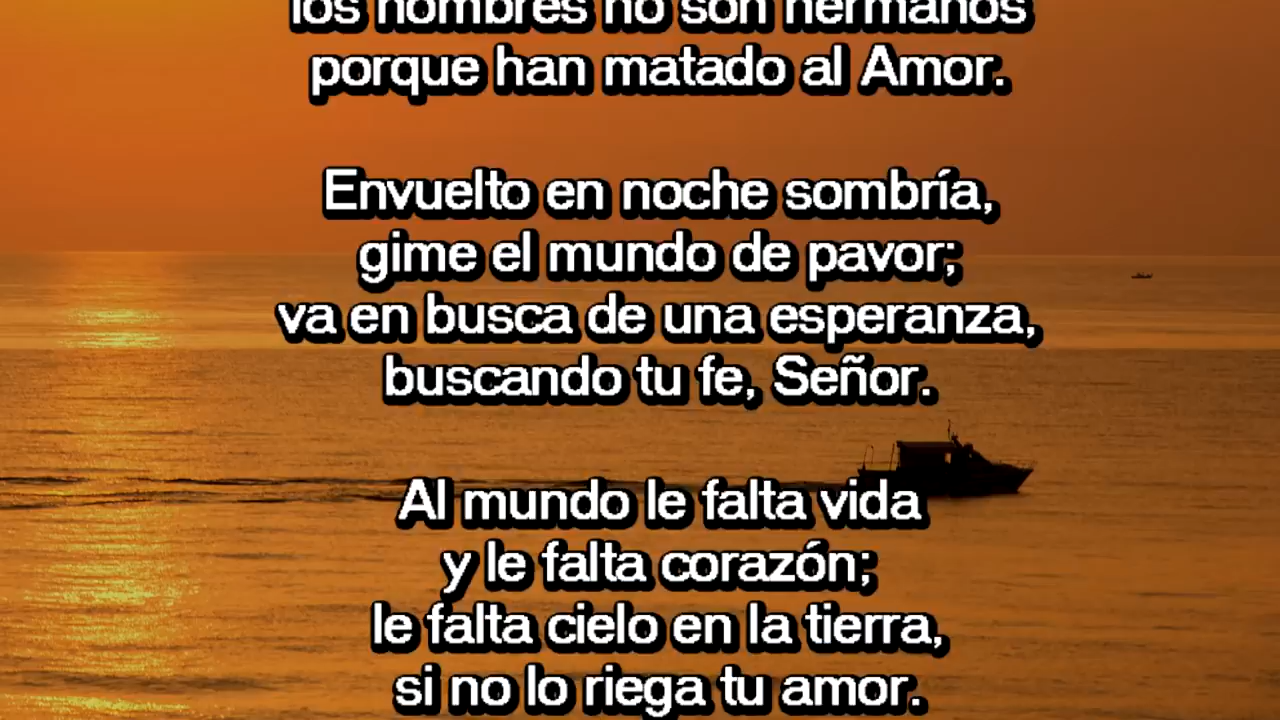 los hombres no son hermanos
porque han matado al Amor.
Envuelto en noche sombría,
gime el mundo de pavor;
va en busca de una esperanza,
buscando tu fe, Señor.
Al mundo le falta vida
y le falta corazón;
le falta cielo en la tierra,
si no lo riega tu amor.